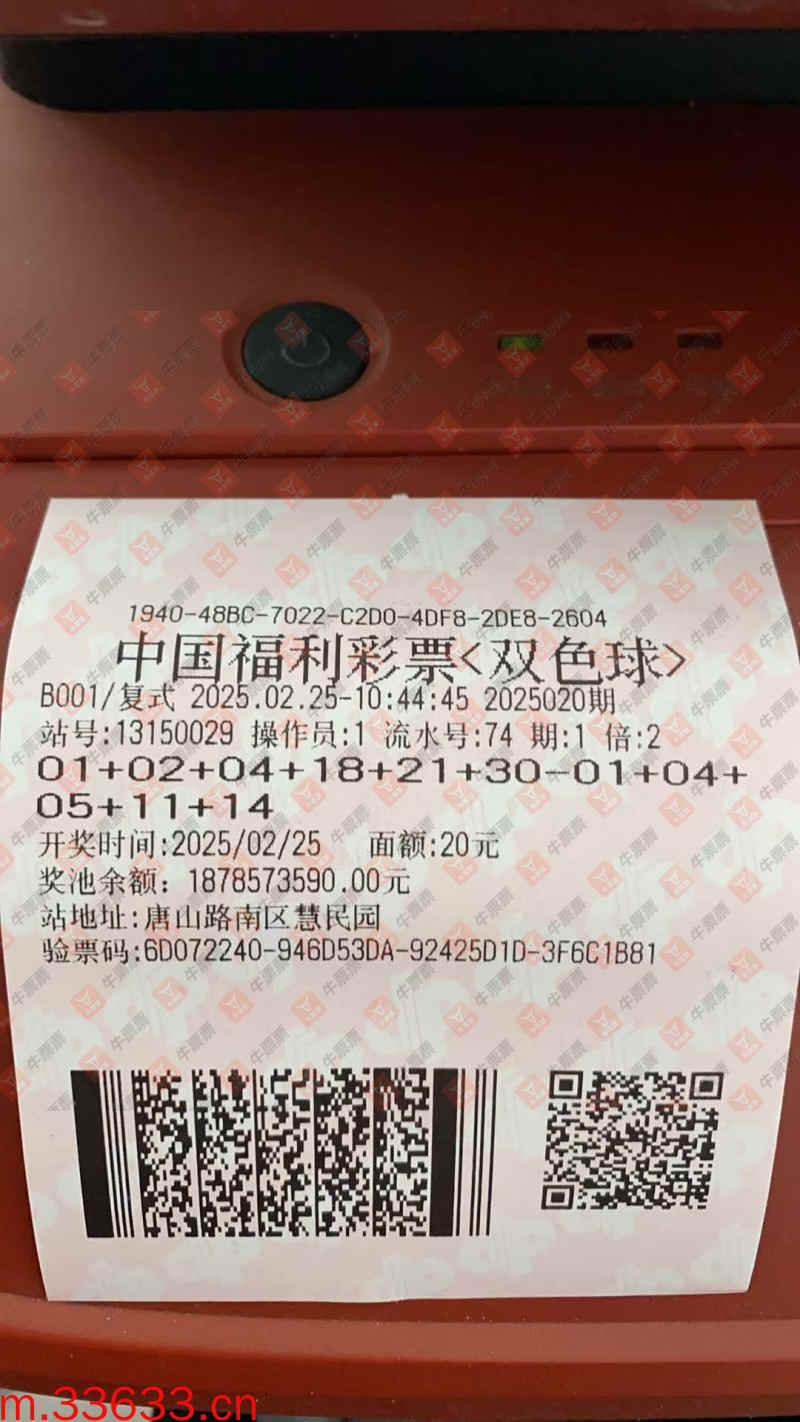 1940-48BC-7022-C2D0-4DF8-2DE8-2604
中国福利彩票<双色球>
B001/复式 2025.02.25-10:44:45 2025020期
站号:13150029 操作员:1 流水号:74 期:1 倍:2
01+02+04+18+21+30-01+04+
05+11+14
开奖时间:2025/02/25 面额:20元
奖池余额: 1878573590.00元
站地址:唐山路南区慧民园
验票码:6D072240-946D53DA-92425D1D-3F6C1B81
牛票票
m.33633.cn